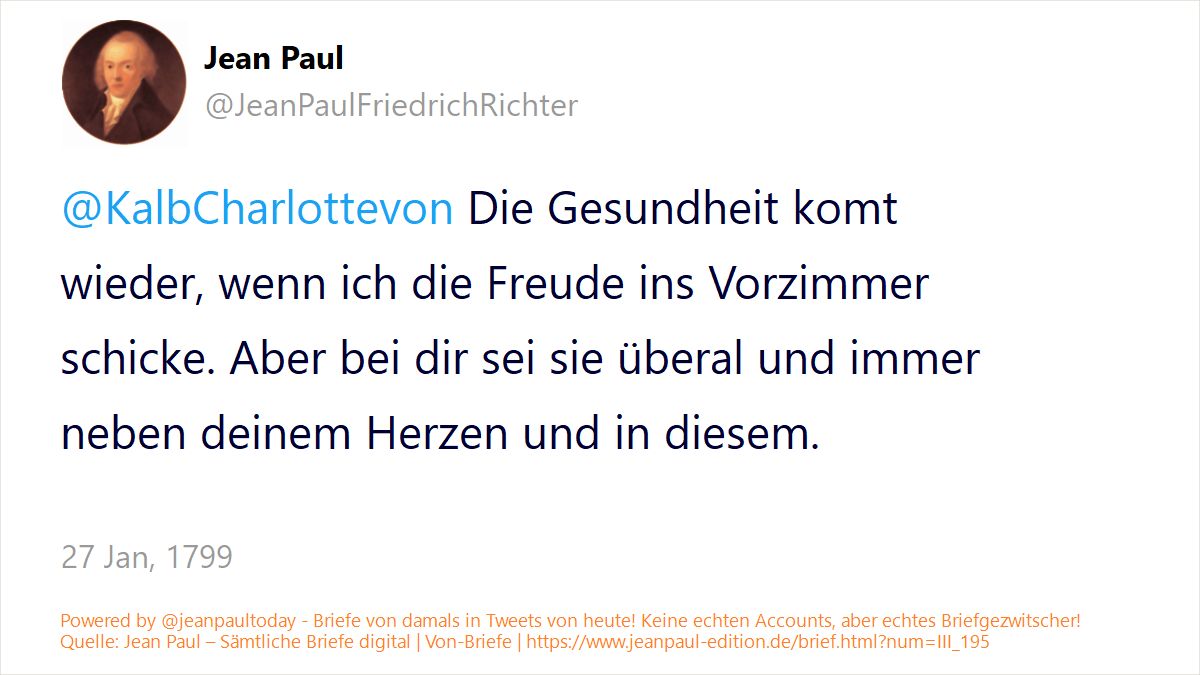 Jean Paul
@JeanPaulFriedrichRichter
@KalbCharlottevon Die Gesundheit komt
wieder, wenn ich die Freude ins Vorzimmer
schicke. Aber bei dir sei sie überal und immer
neben deinem Herzen und in diesem.
27 Jan, 1799
Powered by @jeanpaultoday - Briefe von damals in Tweets von heute! Keine echten Accounts, aber echtes Briefgezwitscher!
Quelle: Jean Paul – Sämtliche Briefe digital | Von-Briefe | https://www.jeanpaul-edition.de/brief.html?num=III_195